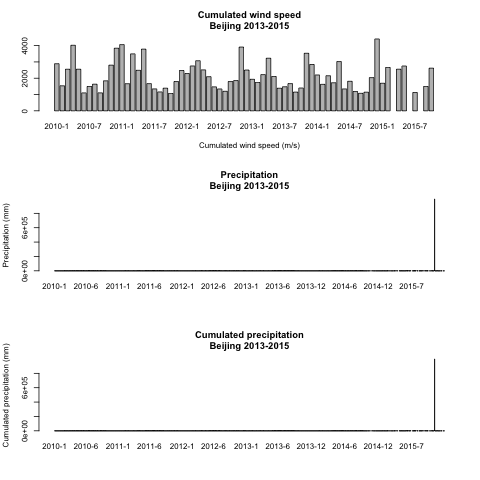 Cumulated wind speed
Beijing 2013-2015
4000
2000
0
2010-1 2010-7 2011-1 2011-7 2012-1 2012-7 2013-1 2013-7 2014-1 2014-7 2015-1 2015-7
Cumulated wind speed (m/s)
Precipitation
Beijing 2013-2015
Precipitation (mm)
6e+05
0e+00
2010-1 2010-6 2011-1 2011-6 2012-1 2012-6 2013-1 2013-6 2013-12 2014-6 2014-12 2015-7
Cumulated precipitation
Beijing 2013-2015
Cumulated precipitation (mm)
6e+05
0e+00
2010-1 2010-6 2011-1 2011-6 2012-1 2012-6 2013-1 2013-6 2013-12 2014-6 2014-12 2015-7